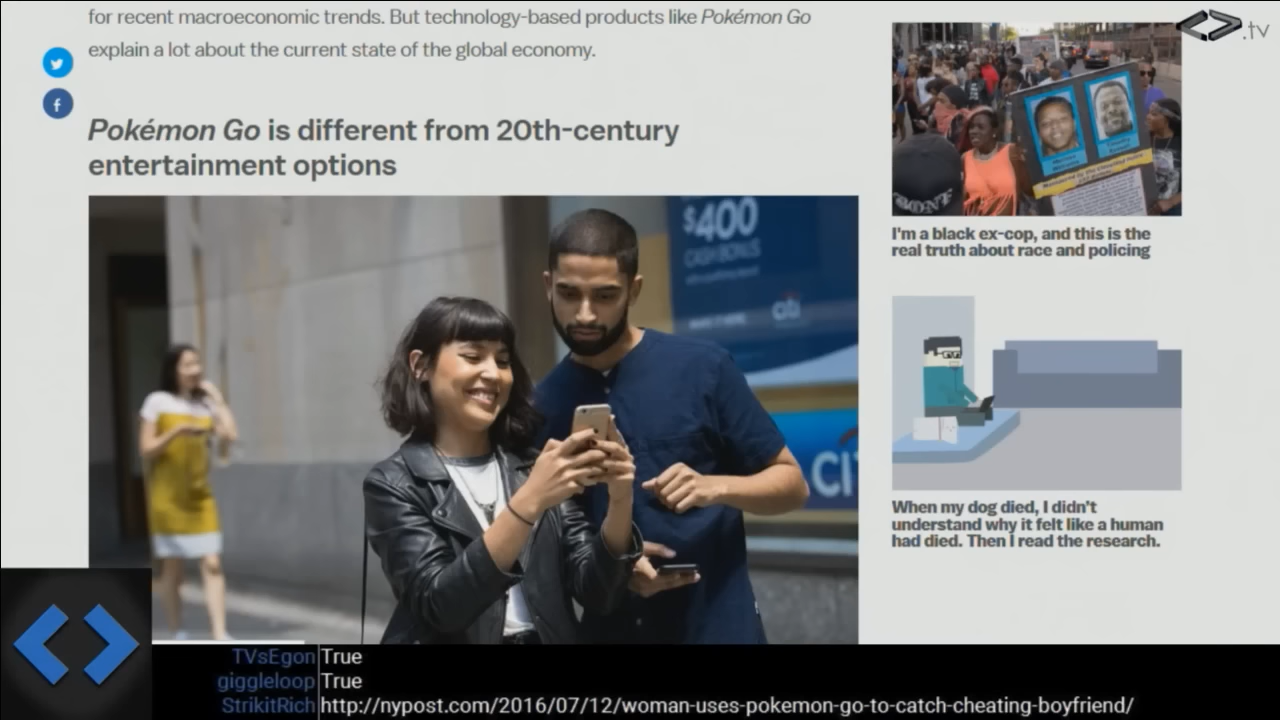 for recent macroeconomic trends. But technology-based products like Pokémon Go
explain a lot about the current state of the global economy.
Pokémon Go is different from 20th-century
entertainment options
$400
CASH BONUS
citi
CI
.tv
I'm a black ex-cop, and this is the
real truth about race and policing
When my dog died, I didn't
understand why it felt like a human
had died. Then I read the research.
TVsEgon True
giggleloop True
StrikitRich http://nypost.com/2016/07/12/woman-uses-pokemon-go-to-catch-cheating-boyfriend/